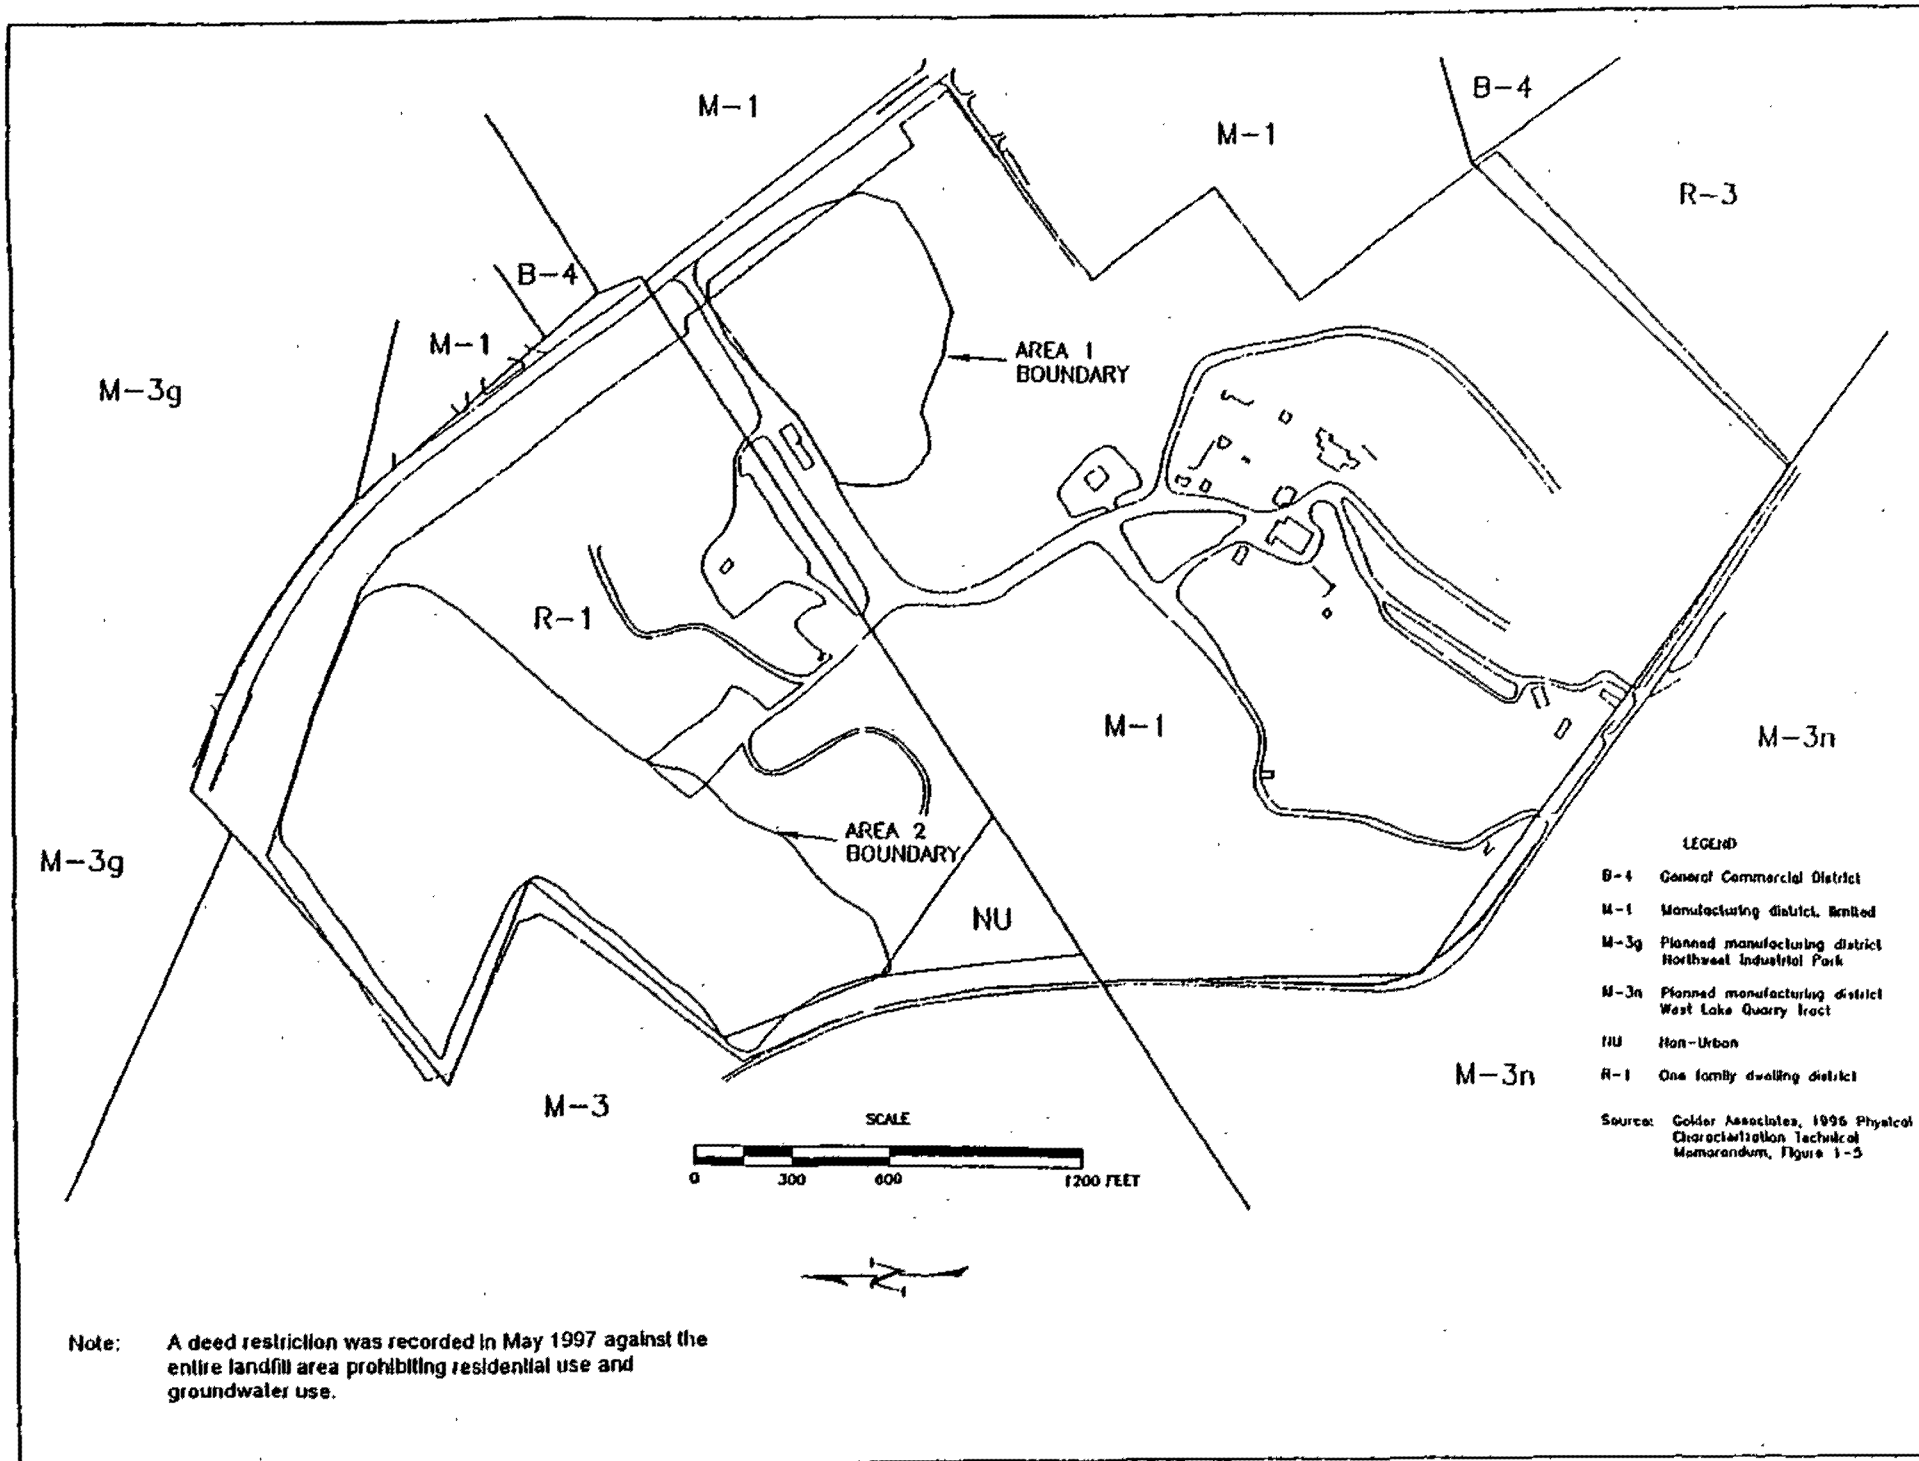 M-1
B-4
M-1
R-3
B-4
M-1
M-3g
AREA 1
BOUNDARY
R-1
M-1
M-3n
AREA 2
BOUNDARY
M-3g
NU
M-3n
M-3
LEGEND
B-4 General Commercial District
M-1 Manufacturing district, limited
M-3g Planned manufacturing district
Northwest Industrial Park
M-3n Planned manufacturing district
West Lake Quarry tract
NU Non-Urban
R-1 One family dwelling district
Source: Golder Associates, 1996 Physical
Characterization Technical
Memorandum, Figure 1-5
SCALE
0 300 600 1200 FEET
N
Note: A deed restriction was recorded in May 1997 against the
entire landfill area prohibiting residential use and
groundwater use.